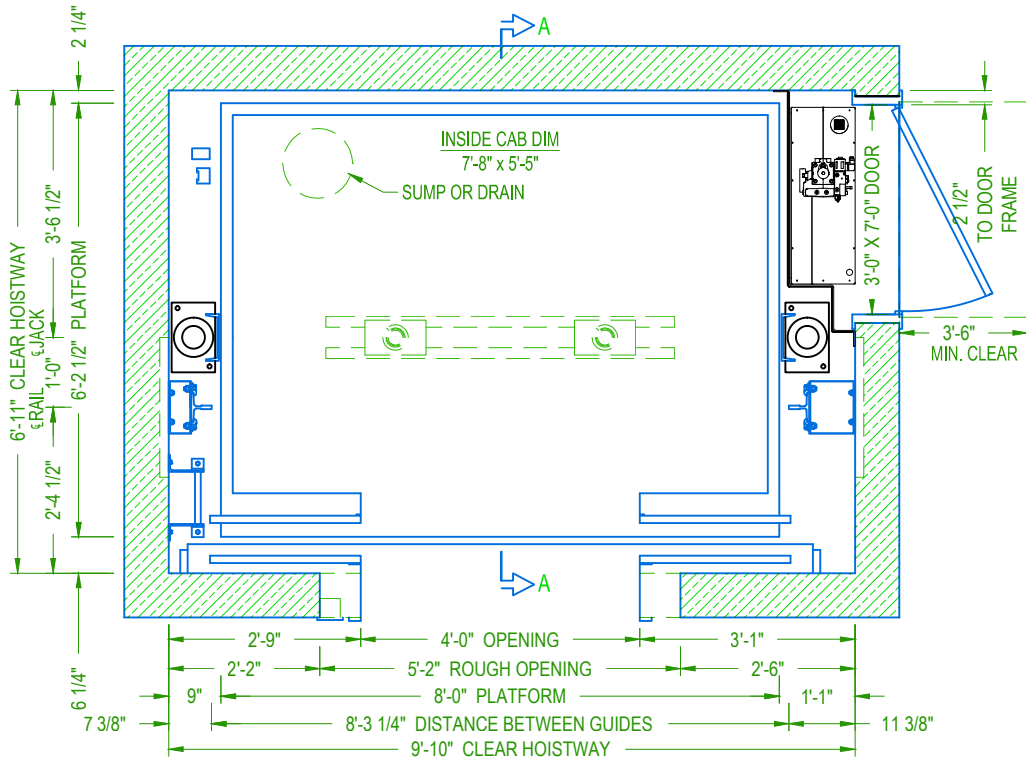 2 1/4"
A
INSIDE CAB DIM
7'-8" x 5'-5"
SUMP OR DRAIN
3'-0" X 7'-0" DOOR
2 1/2"
TO DOOR
FRAME
3'-6"
MIN. CLEAR
6'-11" CLEAR HOISTWAY
3'-6 1/2"
℄JACK
1'-0"
℄RAIL
2'-4 1/2"
6'-2 1/2" PLATFORM
6 1/4"
A
2'-9"
4'-0" OPENING
3'-1"
2'-2"
5'-2" ROUGH OPENING
2'-6"
9"
8'-0" PLATFORM
1'-1"
7 3/8"
8'-3 1/4" DISTANCE BETWEEN GUIDES
11 3/8"
9'-10" CLEAR HOISTWAY